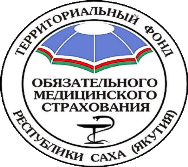 ТЕРРИТОРИАЛЬНЫЙ ФОНД
ОБЯЗАТЕЛЬНОГО
МЕДИЦИНСКОГО
СТРАХОВАНИЯ
РЕСПУБЛИКИ САХА (ЯКУТИЯ)